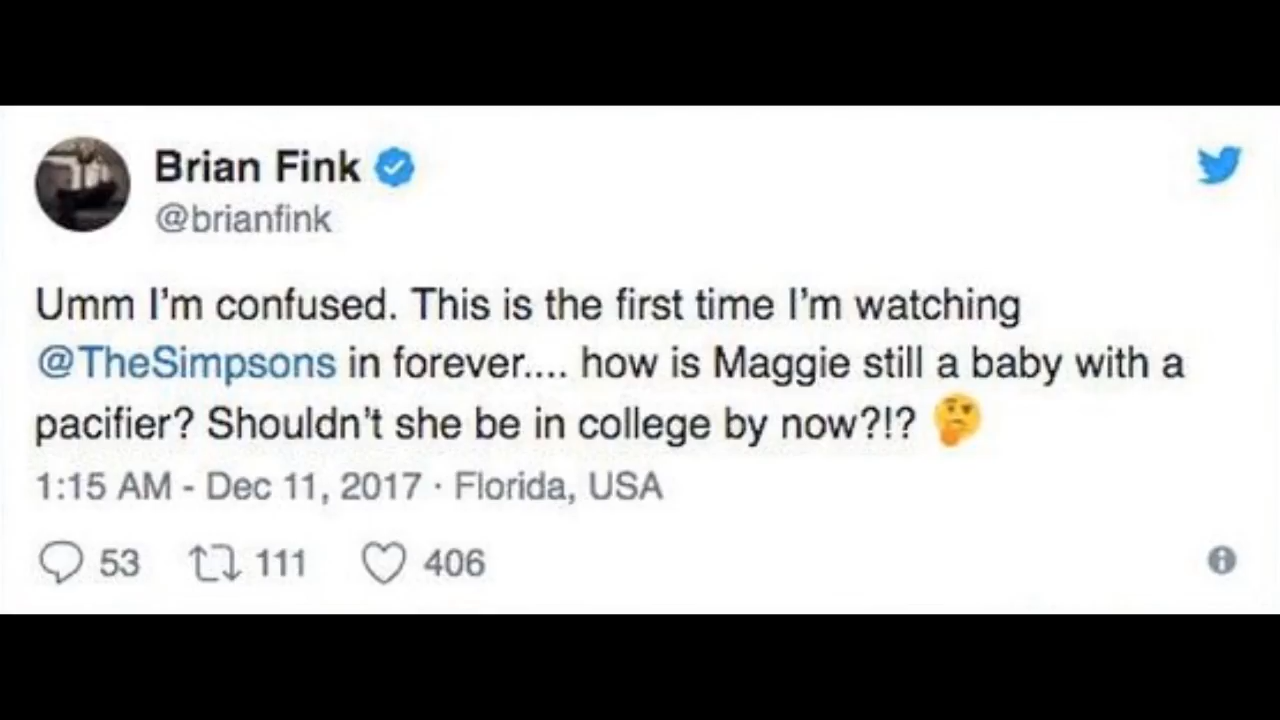 Brian Fink
@brianfink
Umm I'm confused. This is the first time I'm watching
@TheSimpsons in forever.... how is Maggie still a baby with a
pacifier? Shouldn't she be in college by now?!? 🤔
1:15 AM - Dec 11, 2017 · Florida, USA
53 111 406